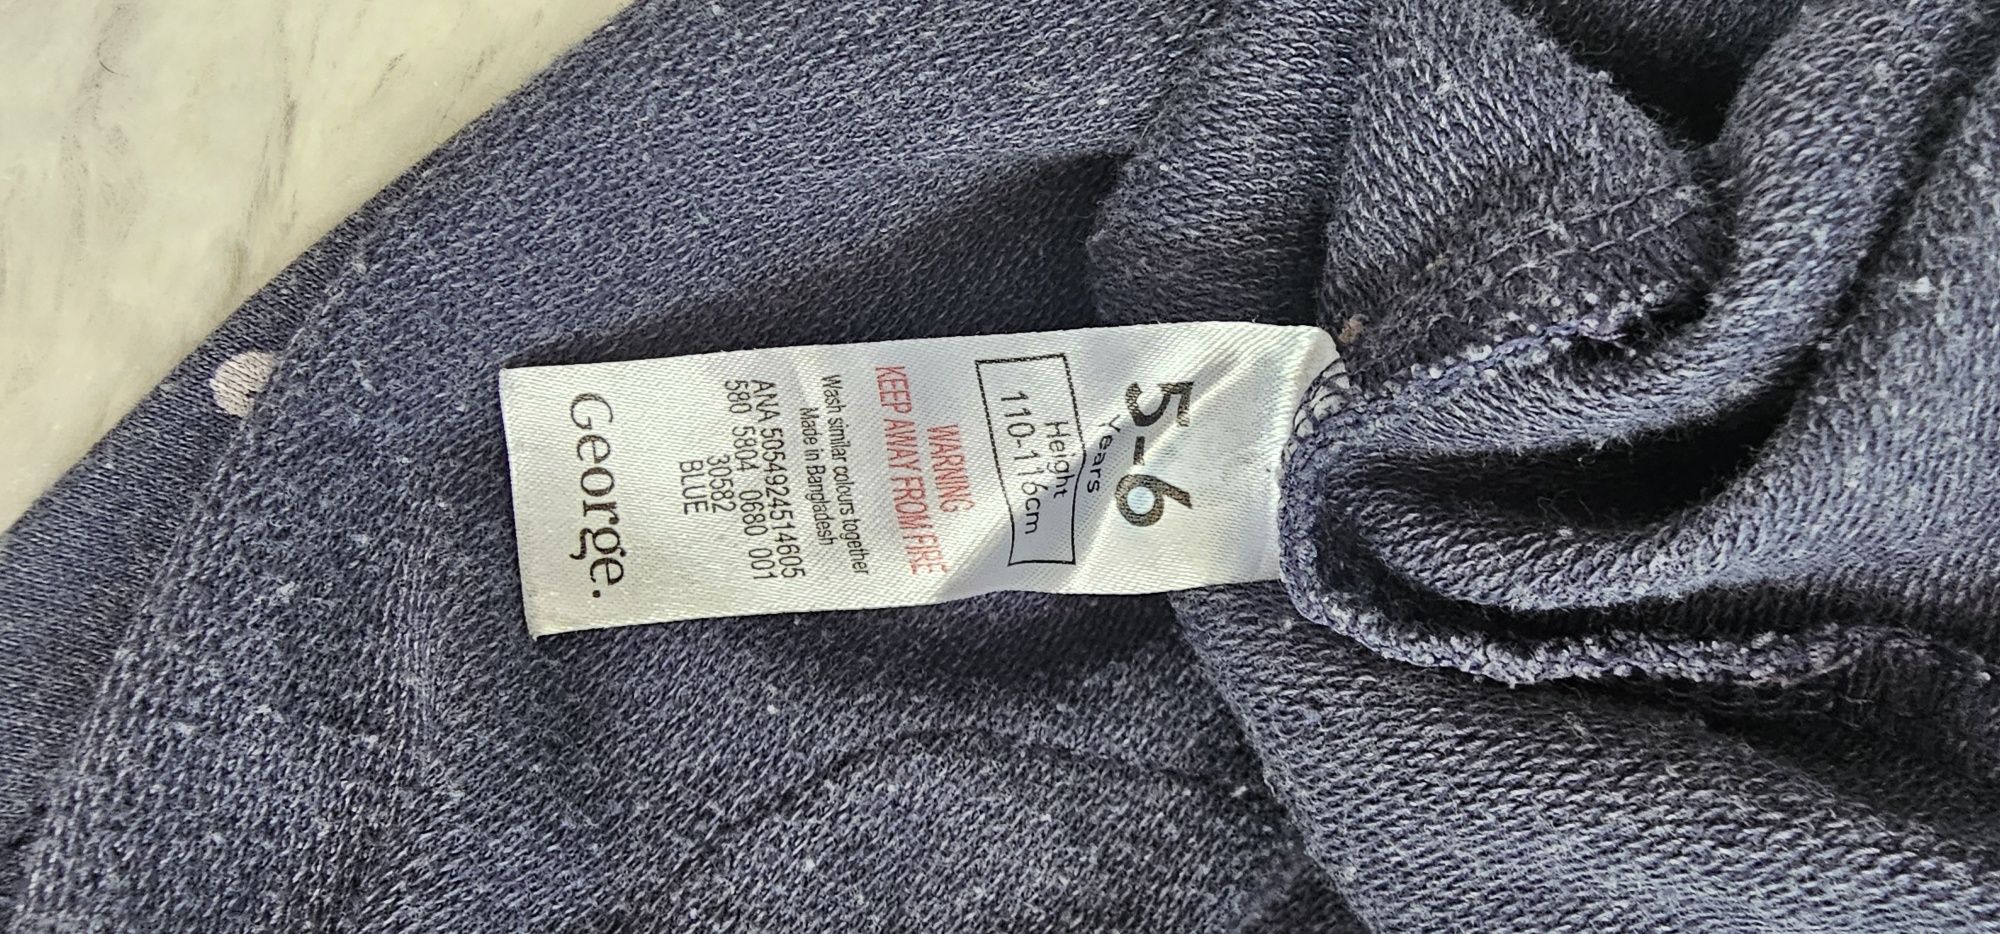 5-6
Years
Height
110-116cm
WARNING
KEEP AWAY FROM FIRE
Wash similar colours together
Made in Bangladesh
ANA 5054924514605
580 5804 0680 001
30582
BLUE
George.